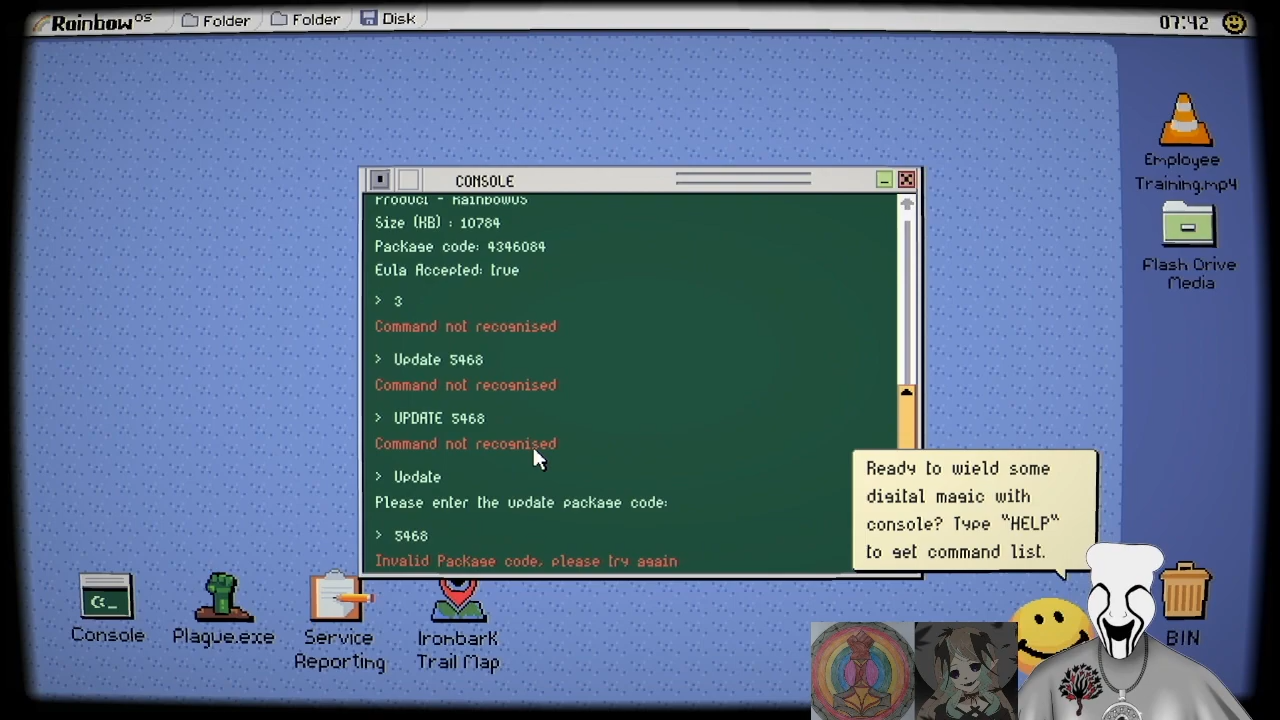 RainbowOS Folder Folder Disk 07:42
Employee
Training.mp4
Flash Drive
Media
CONSOLE
Product - RainbowOS
Size (KB) : 10784
Package code: 4346084
Eula Accepted: true
> 3
Command not recognised
> Update 5468
Command not recognised
> UPDATE 5468
Command not recognised
> Update
Please enter the update package code:
> 5468
Invalid Package code, please try again
Ready to wield some
digital magic with
console? Type "HELP"
to get command list.
Console
Plague.exe
Service
Reporting
Ironbark
Trail Map
BIN